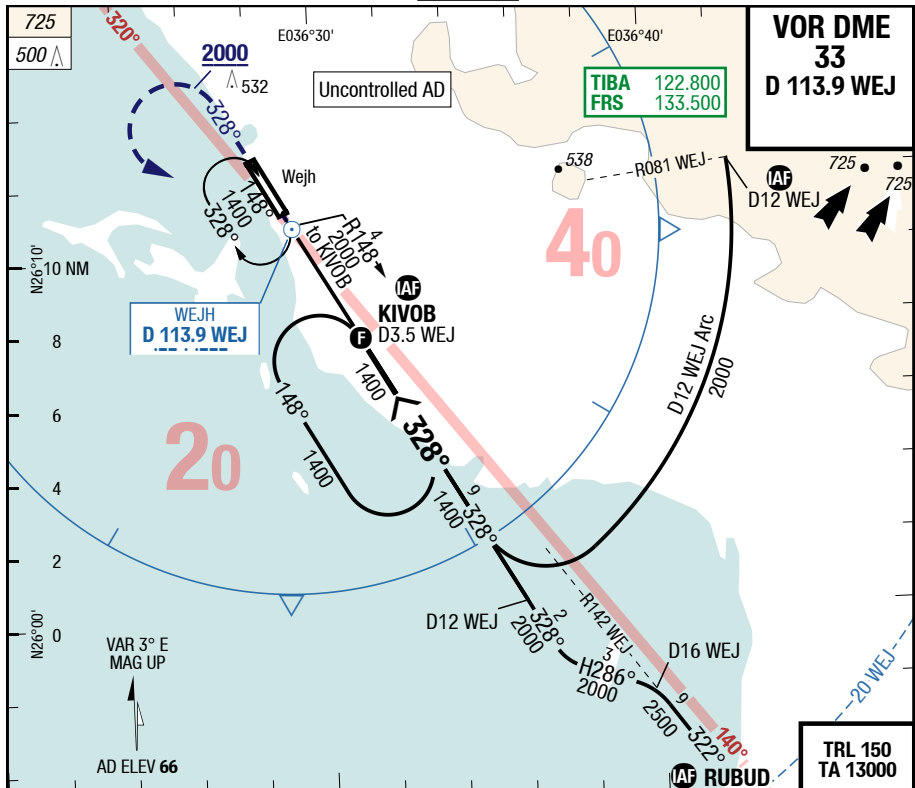 725
500
320°
2000
532
E036°30'
E036°40'
Uncontrolled AD
TIBA 122.800
FRS 133.500
VOR DME
33
D 113.9 WEJ
328°
Wejh
538
R081 WEJ
IAF
D12 WEJ
725
725
148°
1400
328°
4
R148
2000
to KIVOB
40
N26°10'
10 NM
IAF
KIVOB
D3.5 WEJ
F
WEJH
D 113.9 WEJ
8
1400
D12 WEJ Arc
2000
148°
1400
6
328°
20
4
9
1400
328°
2
D12 WEJ
2
328°
2000
R142 WEJ
3
H286°
2000
D16 WEJ
N26°00'
0
VAR 3° E
MAG UP
9
2500
322°
140°
20 WEJ
AD ELEV 66
IAF RUBUD
TRL 150
TA 13000